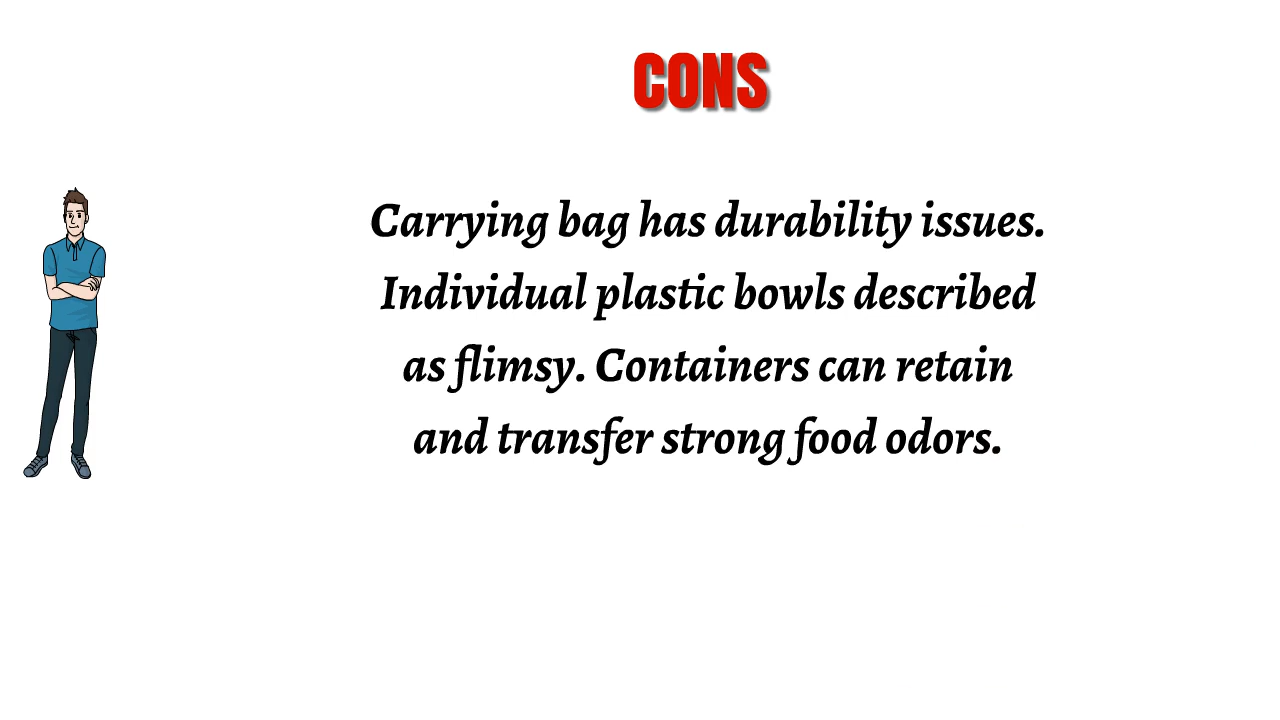 CONS
Carrying bag has durability issues.
Individual plastic bowls described
as flimsy. Containers can retain
and transfer strong food odors.